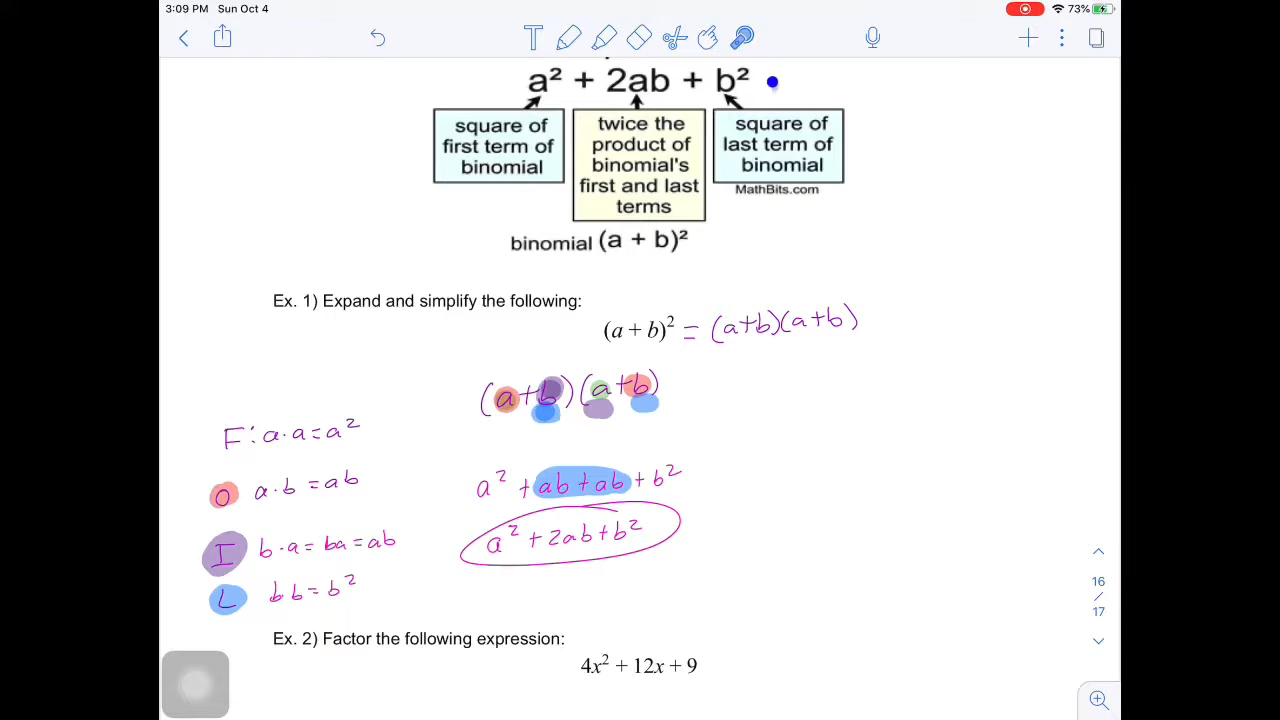 3:09 PM Sun Oct 4 73%
T
a² + 2ab + b²
square of first term of binomial
twice the product of binomial's first and last terms
square of last term of binomial
MathBits.com
binomial (a + b)²
Ex. 1) Expand and simplify the following:
(a + b)² = (a+b)(a+b)
(a+b)(a+b)
F: a·a=a²
O a·b =ab
I b·a=ba=ab
L b b = b²
a² + ab + ab + b²
a² + 2ab + b²
16
/
17
Ex. 2) Factor the following expression:
4x² + 12x + 9